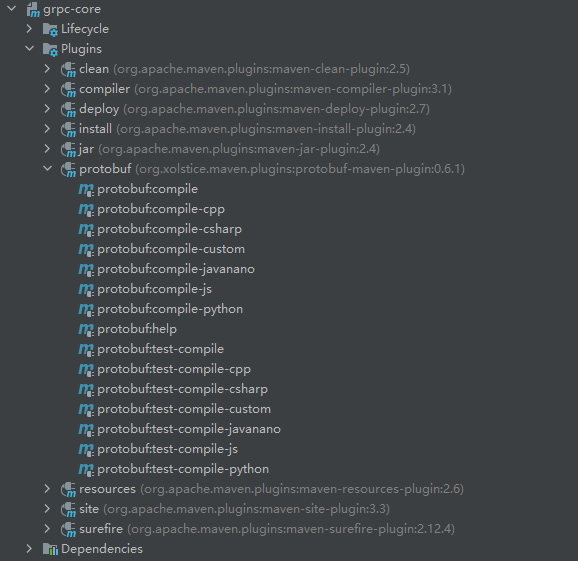 grpc-core
Lifecycle
Plugins
clean (org.apache.maven.plugins:maven-clean-plugin:2.5)
compiler (org.apache.maven.plugins:maven-compiler-plugin:3.1)
deploy (org.apache.maven.plugins:maven-deploy-plugin:2.7)
install (org.apache.maven.plugins:maven-install-plugin:2.4)
jar (org.apache.maven.plugins:maven-jar-plugin:2.4)
protobuf (org.xolstice.maven.plugins:protobuf-maven-plugin:0.6.1)
protobuf:compile
protobuf:compile-cpp
protobuf:compile-csharp
protobuf:compile-custom
protobuf:compile-javanano
protobuf:compile-js
protobuf:compile-python
protobuf:help
protobuf:test-compile
protobuf:test-compile-cpp
protobuf:test-compile-csharp
protobuf:test-compile-custom
protobuf:test-compile-javanano
protobuf:test-compile-js
protobuf:test-compile-python
resources (org.apache.maven.plugins:maven-resources-plugin:2.6)
site (org.apache.maven.plugins:maven-site-plugin:3.3)
surefire (org.apache.maven.plugins:maven-surefire-plugin:2.12.4)
Dependencies